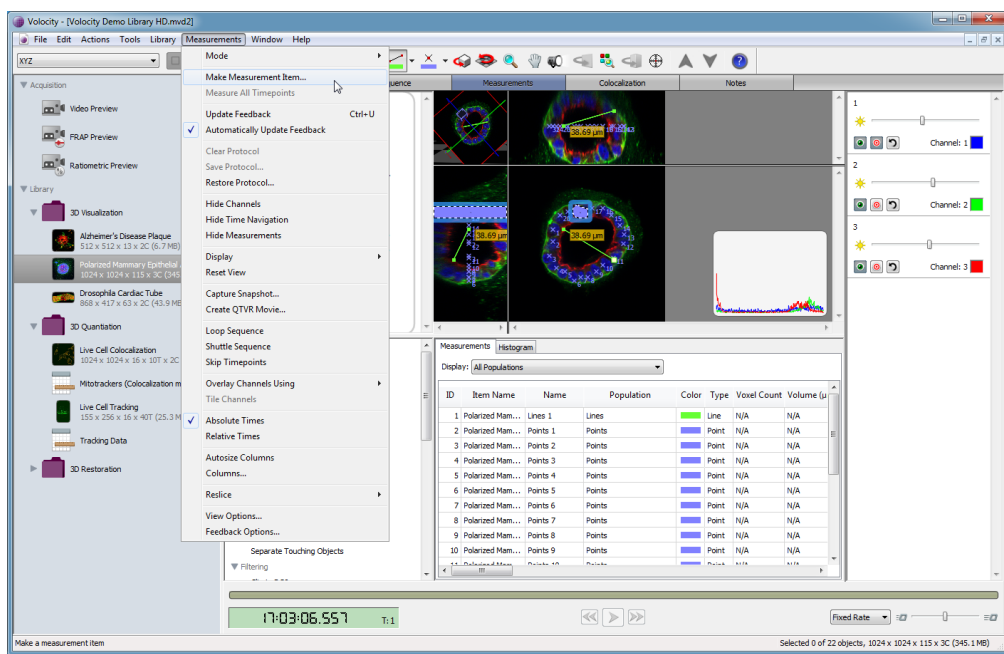 Volocity - [Volocity Demo Library HD.mvd2]
File Edit Actions Tools Library Measurements Window Help
XYZ
Mode
Make Measurement Item...
Measure All Timepoints
Update Feedback Ctrl+U
Automatically Update Feedback
Clear Protocol
Save Protocol...
Restore Protocol...
Hide Channels
Hide Time Navigation
Hide Measurements
Display
Reset View
Capture Snapshot...
Create QTVR Movie...
Loop Sequence
Shuttle Sequence
Skip Timepoints
Overlay Channels Using
Tile Channels
Absolute Times
Relative Times
Autosize Columns
Columns...
Reslice
View Options...
Feedback Options...
Acquisition
Video Preview
FRAP Preview
Ratiometric Preview
Library
3D Visualization
Alzheimer's Disease Plaque
512 x 512 x 13 x 2C (6.7 MB)
Polarized Mammary Epithelial
1024 x 1024 x 115 x 3C (345
Drosophila Cardiac Tube
868 x 417 x 63 x 2C (43.9 MB
3D Quantiation
Live Cell Colocalization
1024 x 1024 x 16 x 10T x 2C
Mitotrackers (Colocalization m
Live Cell Tracking
155 x 256 x 16 x 40T (25.3 M
Tracking Data
3D Restoration
uence
Measurements
Colocalization
Notes
38.69 µm
38.69 µm
38.69 µm
1
Channel: 1
2
Channel: 2
3
Channel: 3
Separate Touching Objects
Filtering
Measurements Histogram
Display: All Populations
ID Item Name Name Population Color Type Voxel Count Volume (µ
1 Polarized Mam... Lines 1 Lines Line N/A N/A
2 Polarized Mam... Points 1 Points Point N/A N/A
3 Polarized Mam... Points 2 Points Point N/A N/A
4 Polarized Mam... Points 3 Points Point N/A N/A
5 Polarized Mam... Points 4 Points Point N/A N/A
6 Polarized Mam... Points 5 Points Point N/A N/A
7 Polarized Mam... Points 6 Points Point N/A N/A
8 Polarized Mam... Points 7 Points Point N/A N/A
9 Polarized Mam... Points 8 Points Point N/A N/A
10 Polarized Mam... Points 9 Points Point N/A N/A
17:03:06.557 T: 1
Fixed Rate
Make a measurement item
Selected 0 of 22 objects, 1024 x 1024 x 115 x 3C (345.1 MB)